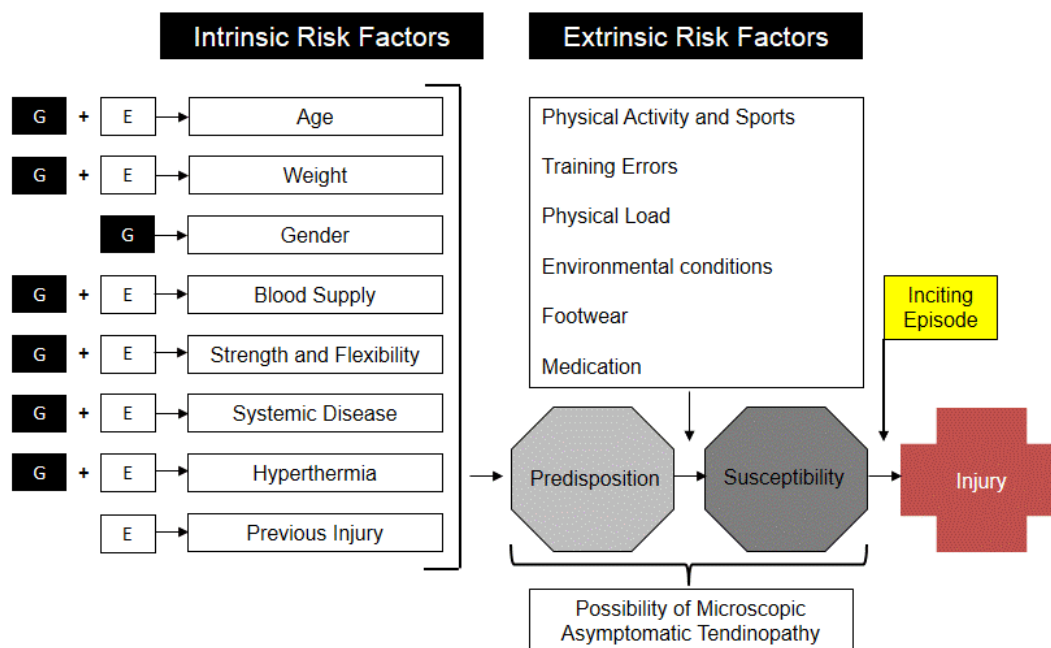 Intrinsic Risk Factors
Extrinsic Risk Factors
G + E Age
G + E Weight
G Gender
G + E Blood Supply
G + E Strength and Flexibility
G + E Systemic Disease
G + E Hyperthermia
E Previous Injury
Physical Activity and Sports
Training Errors
Physical Load
Environmental conditions
Footwear
Medication
Inciting
Episode
Predisposition
Susceptibility
Injury
Possibility of Microscopic
Asymptomatic Tendinopathy